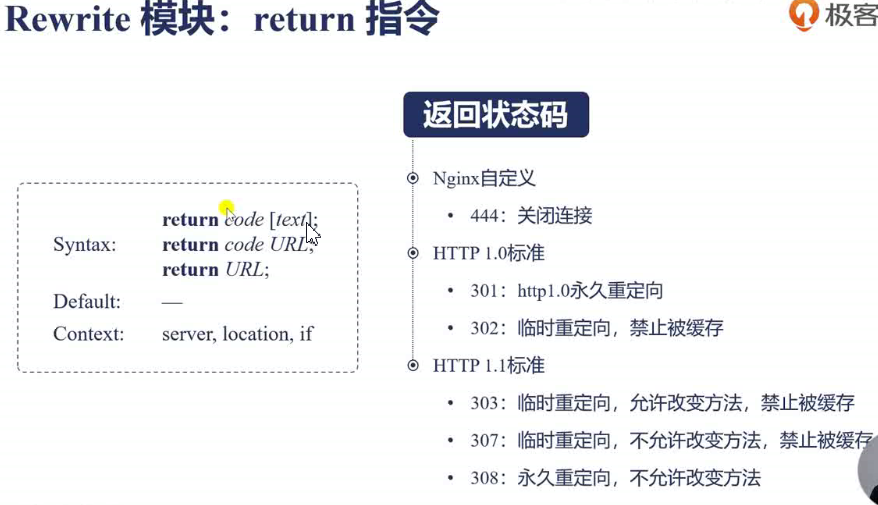 Rewrite 模块：return 指令
极客
返回状态码
Nginx自定义
• 444：关闭连接
HTTP 1.0标准
• 301：http1.0永久重定向
• 302：临时重定向，禁止被缓存
HTTP 1.1标准
• 303：临时重定向，允许改变方法，禁止被缓存
• 307：临时重定向，不允许改变方法，禁止被缓存
• 308：永久重定向，不允许改变方法
return code [text];
Syntax: return code URL;
return URL;
Default: —
Context: server, location, if